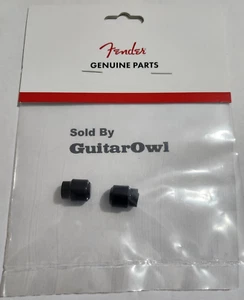 Fender
GENUINE PARTS
Sold By
GuitarOwl